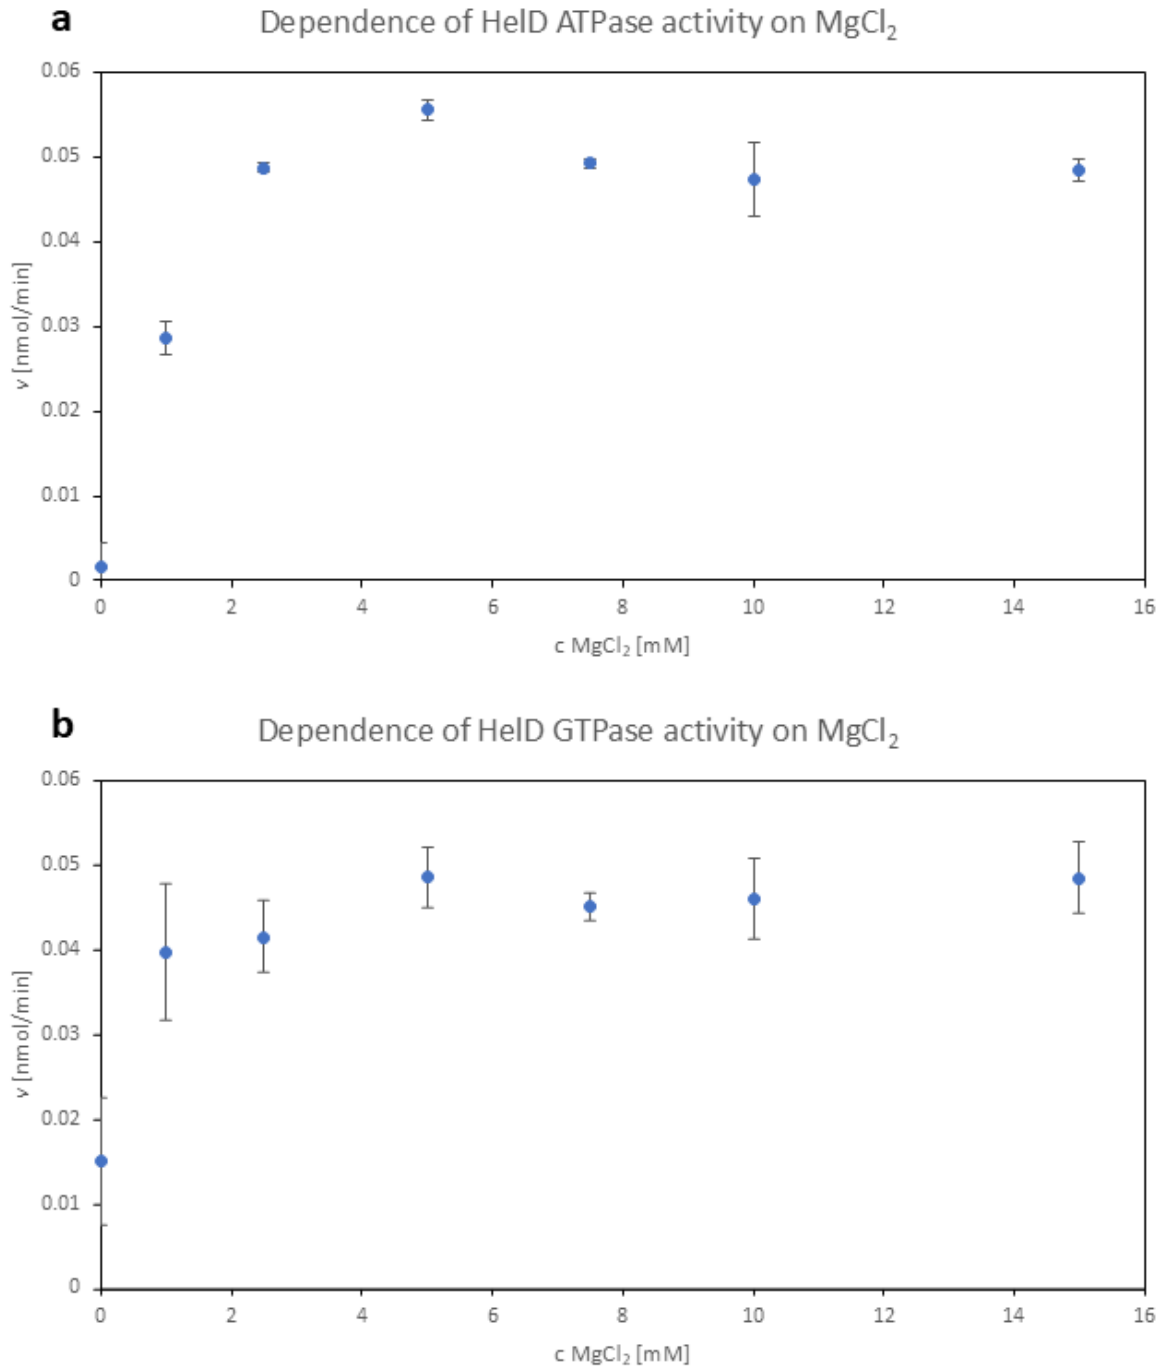 a
Dependence of HelD ATPase activity on MgCl₂
0.06
0.05
0.04
0.03
0.02
0.01
0
v [nmol/min]
0 2 4 6 8 10 12 14 16
c MgCl₂ [mM]
b
Dependence of HelD GTPase activity on MgCl₂
0.06
0.05
0.04
0.03
0.02
0.01
0
v [nmol/min]
0 2 4 6 8 10 12 14 16
c MgCl₂ [mM]